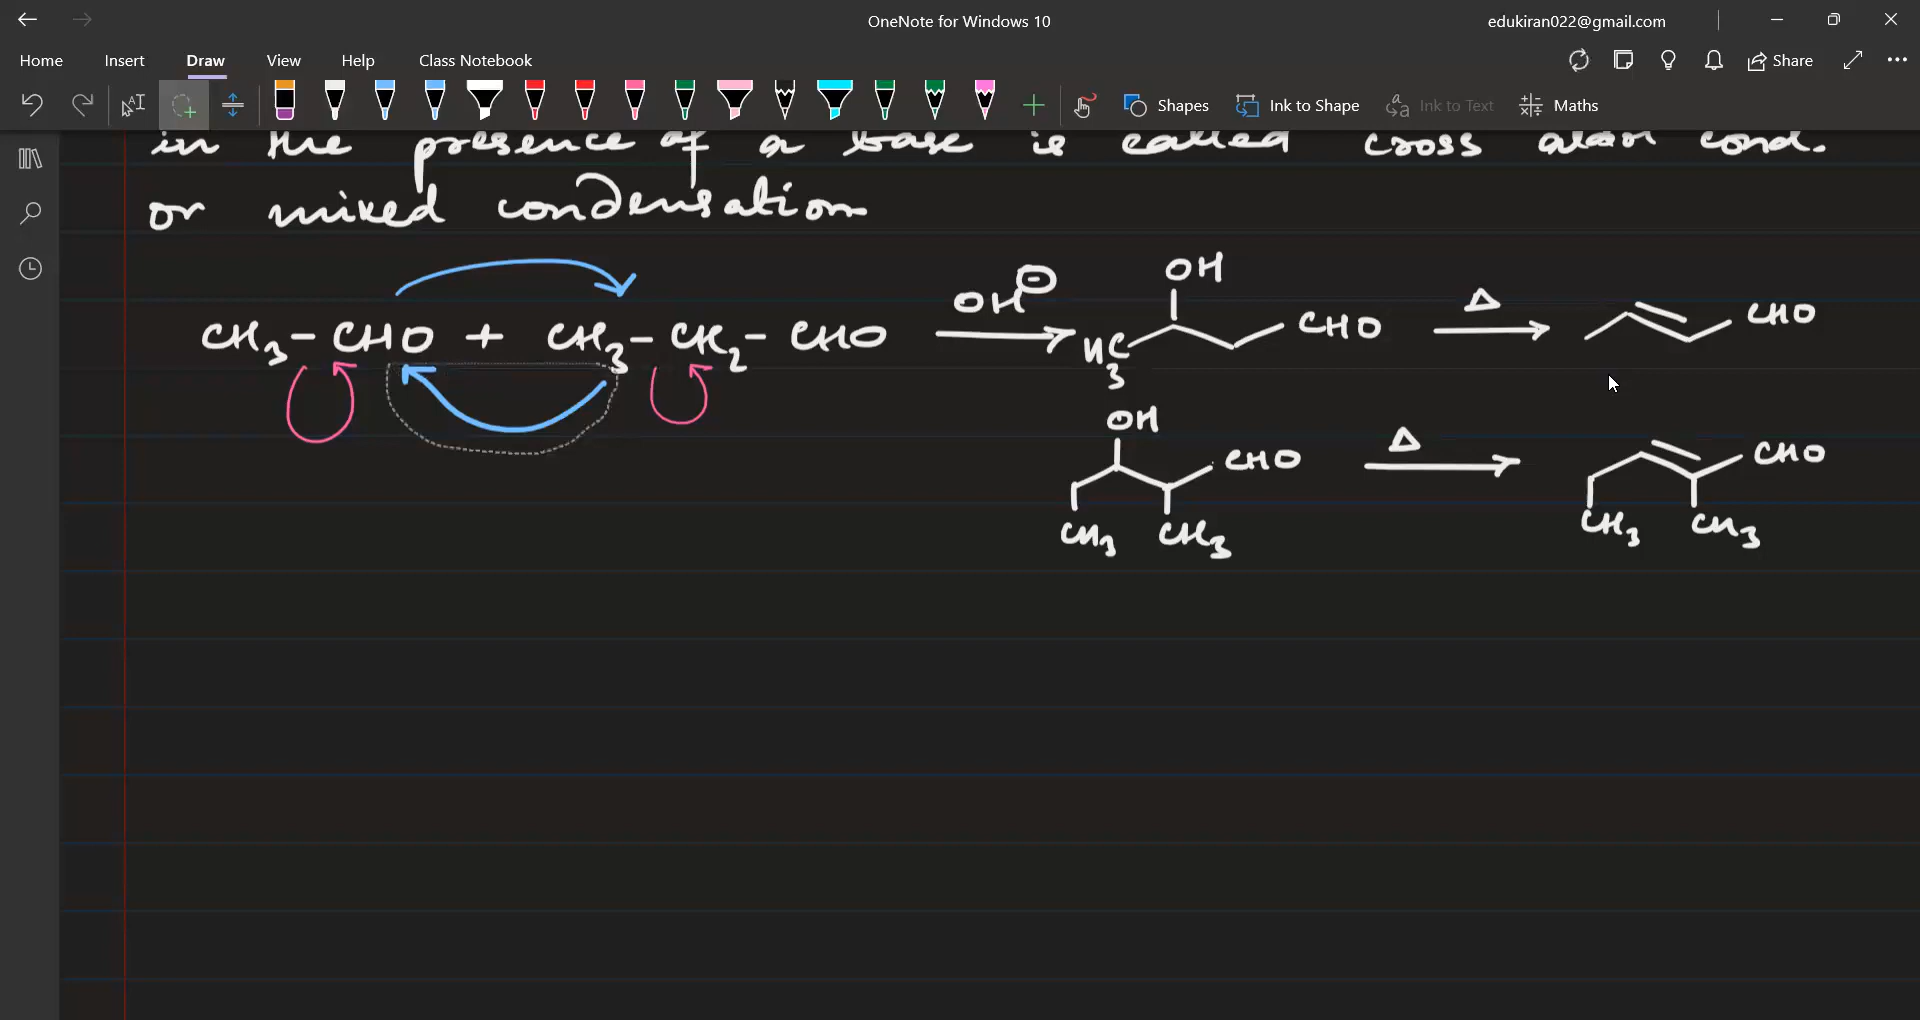 OneNote for Windows 10
edukiran022@gmail.com
Home Insert Draw View Help Class Notebook
Share
Shapes Ink to Shape Ink to Text Maths
in the presence of a base is called cross aldol cond.
or mixed condensation
CH3 - CHO + CH3 - CH2 - CHO
OH⊖
OH
H3C
CHO
Δ
CHO
OH
CHO
CH3 CH3
Δ
CHO
CH3 CH3